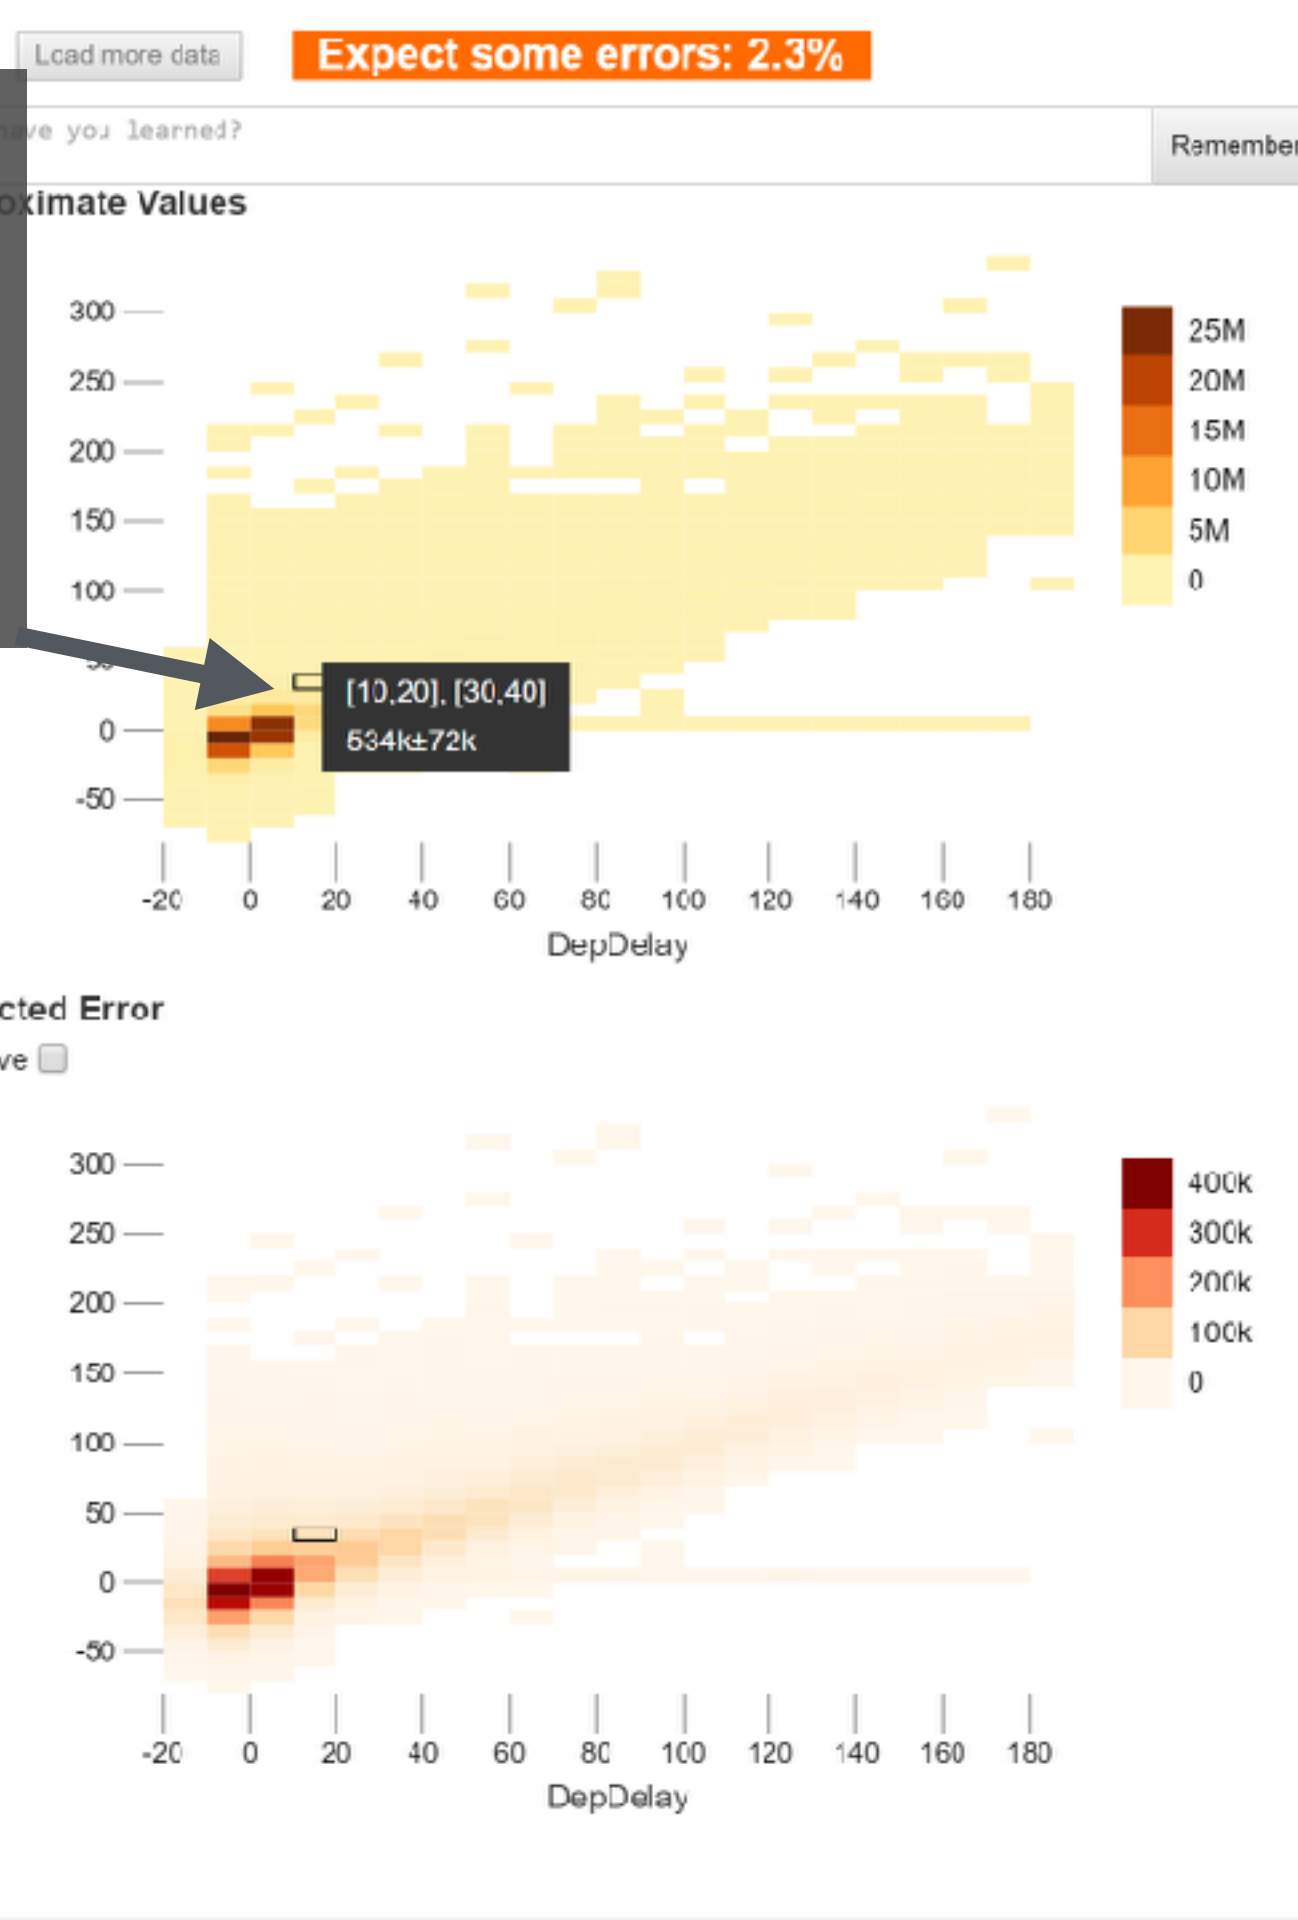 Load more data
Expect some errors: 2.3%
have you learned?
Remember
oximate Values
300
250
200
150
100
50
0
-50
[10,20], [30,40]
534k±72k
25M
20M
15M
10M
5M
0
-20 0 20 40 60 80 100 120 140 160 180
DepDelay
cted Error
ve
300
250
200
150
100
50
0
-50
400k
300k
200k
100k
0
-20 0 20 40 60 80 100 120 140 160 180
DepDelay